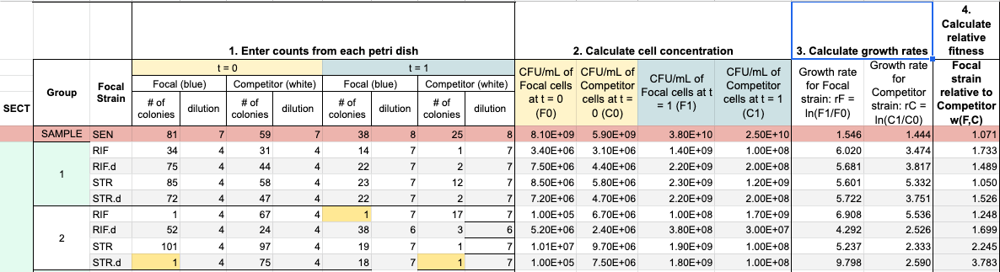 4. Calculate relative fitness
1. Enter counts from each petri dish 2. Calculate cell concentration 3. Calculate growth rates
t = 0 t = 1
SECT Group Focal Strain Focal (blue) Competitor (white) Focal (blue) Competitor (white) CFU/mL of Focal cells at t = 0 (F0) CFU/mL of Competitor cells at t = 0 (C0) CFU/mL of Focal cells at t = 1 (F1) CFU/mL of Competitor cells at t = 1 (C1) Growth rate for Focal strain: rF = ln(F1/F0) Growth rate for Competitor strain: rC = ln(C1/C0) Focal strain relative to Competitor w(F,C)
# of colonies dilution # of colonies dilution # of colonies dilution # of colonies dilution
SAMPLE SEN 81 7 59 7 38 8 25 8 8.10E+09 5.90E+09 3.80E+10 2.50E+10 1.546 1.444 1.071
1
RIF 34 4 31 4 14 7 1 7 3.40E+06 3.10E+06 1.40E+09 1.00E+08 6.020 3.474 1.733
RIF.d 75 4 44 4 22 7 2 7 7.50E+06 4.40E+06 2.20E+09 2.00E+08 5.681 3.817 1.489
STR 85 4 58 4 23 7 12 7 8.50E+06 5.80E+06 2.30E+09 1.20E+09 5.601 5.332 1.050
STR.d 72 4 47 4 22 7 2 7 7.20E+06 4.70E+06 2.20E+09 2.00E+08 5.722 3.751 1.526
2
RIF 1 4 67 4 1 7 17 7 1.00E+05 6.70E+06 1.00E+08 1.70E+09 6.908 5.536 1.248
RIF.d 52 4 24 4 38 6 3 6 5.20E+06 2.40E+06 3.80E+08 3.00E+07 4.292 2.526 1.699
STR 101 4 97 4 19 7 1 7 1.01E+07 9.70E+06 1.90E+09 1.00E+08 5.237 2.333 2.245
STR.d 1 4 75 4 18 7 1 7 1.00E+05 7.50E+06 1.80E+09 1.00E+08 9.798 2.590 3.783